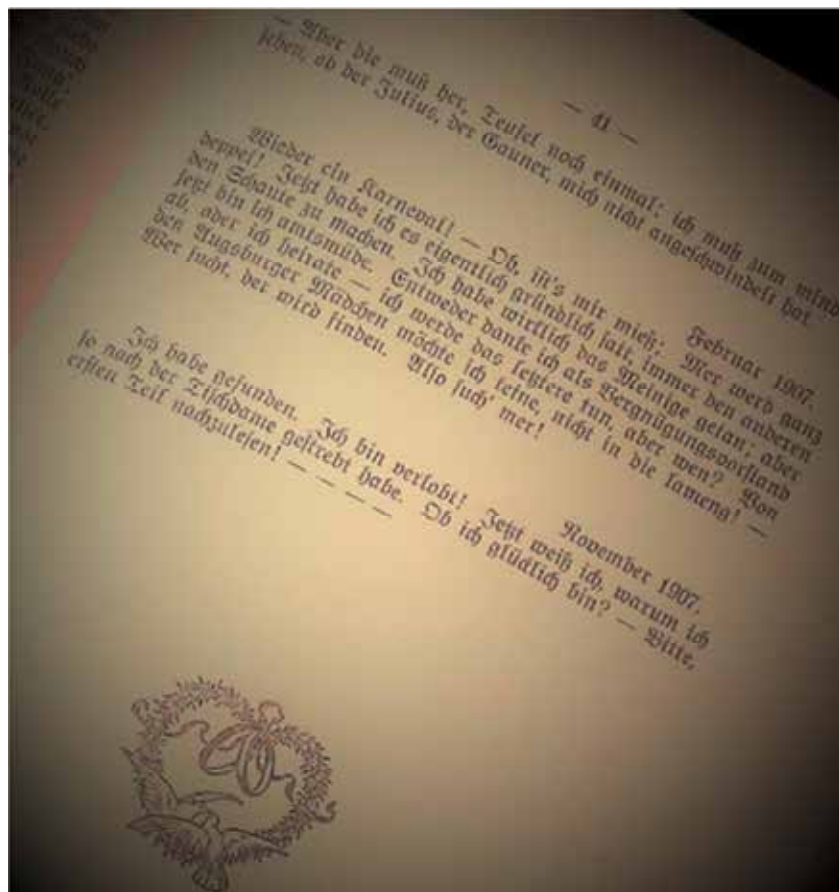 — 41 —
— Aber die muß her, Teufel noch einmal; ich muß zum min
sehen, ob der Julius, der Gauner, mich nicht angeschwindelt hat.
Februar 1907.
Wieder ein Karneval! — Oh, ist's mir mieß; Mer werd ganz
deppel! Jetzt habe ich es eigentlich gründlich satt, immer den anderen
den Schaute zu machen. Ich habe wirklich das Meinige getan; aber
jetzt bin ich amtsmüde. Entweder danke ich als Vergnügungsvorstand
ab, oder ich heirate — ich werde das letztere tun, aber wen? Von
den Augsburger Mädchen möchte ich keine, nicht in die lameng! —
Wer sucht, der wird finden. Also such' mer!
November 1907.
Ich habe gefunden. Ich bin verlobt! Jetzt weiß ich, warum ich
so nach der Tischdame gestrebt habe. Ob ich glücklich bin? — Bitte,
ersten Teil nachzulesen! — — — —